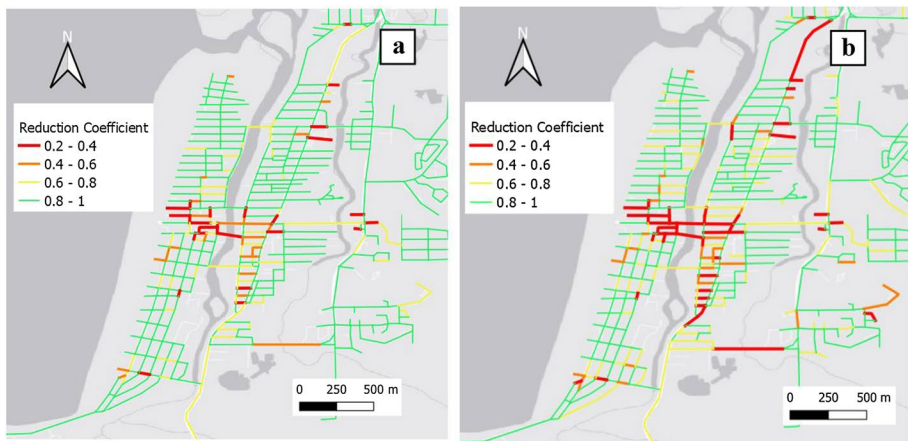 N
a
Reduction Coefficient
0.2 - 0.4
0.4 - 0.6
0.6 - 0.8
0.8 - 1
0 250 500 m
N
b
Reduction Coefficient
0.2 - 0.4
0.4 - 0.6
0.6 - 0.8
0.8 - 1
0 250 500 m